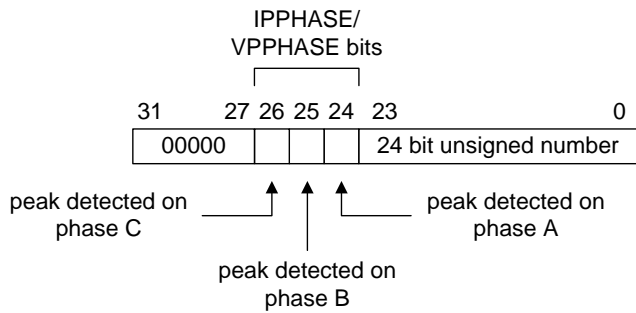 IPPHASE/
VPPHASE bits
31 27 26 25 24 23 0
00000 24 bit unsigned number
peak detected on
phase C
peak detected on
phase A
peak detected on
phase B